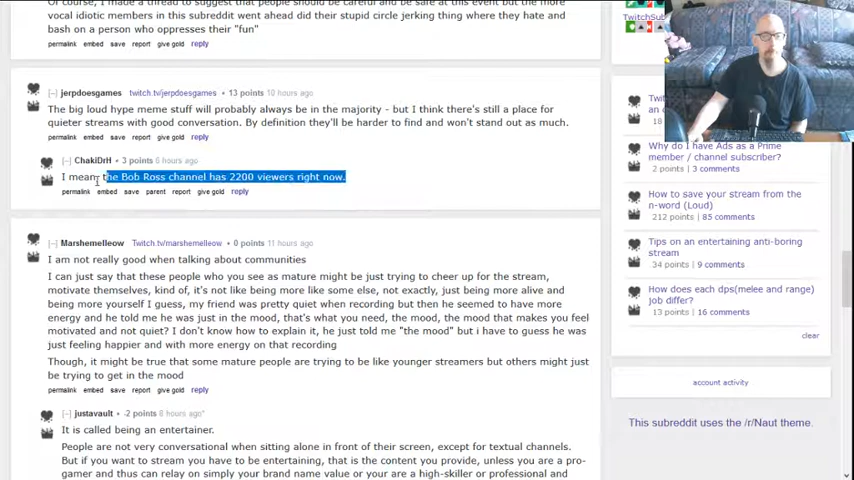 Of course, I made a thread to suggest that people should be careful and be safe at this event but the more
vocal idiotic members in this subreddit went ahead did their stupid circle jerking thing where they hate and
bash on a person who oppresses their "fun"
permalink embed save report give gold reply
TwitchSub
[–] jerpdoesgames twitch.tv/jerpdoesgames • 13 points 10 hours ago
The big loud hype meme stuff will probably always be in the majority - but I think there's still a place for
quieter streams with good conversation. By definition they'll be harder to find and won't stand out as much.
permalink embed save report give gold reply
[–] ChakiDrH • 3 points 6 hours ago
I mean the Bob Ross channel has 2200 viewers right now.
permalink embed save parent report give gold reply
[–] Marshemellow Twitch.tv/marshemellow • 0 points 11 hours ago
I am not really good when talking about communities
I can just say that these people who you see as mature might be just trying to cheer up for the stream,
motivate themselves, kind of, it's not like being more like some else, not exactly, just being more alive and
being more yourself I guess, my friend was pretty quiet when recording but then he seemed to have more
energy and he told me he was just in the mood, that's what you need, the mood, the mood that makes you feel
motivated and not quiet? I don't know how to explain it, he just told me "the mood" but i have to guess he was
just feeling happier and with more energy on that recording
Though, it might be true that some mature people are trying to be like younger streamers but others might just
be trying to get in the mood
permalink embed save report give gold reply
[–] justavault • -2 points 8 hours ago*
It is called being an entertainer.
People are not very conversational when sitting alone in front of their screen, except for textual channels.
But if you want to stream you have to be entertaining, that is the content you provide, unless you are a pro-
gamer and thus can relay on simply your brand name value or your are a high-skiller or professional and
Why do I have Ads as a Prime
member / channel subscriber?
2 points | 3 comments
How to save your stream from the
n-word (Loud)
212 points | 85 comments
Tips on an entertaining anti-boring
stream
34 points | 9 comments
How does each dps(melee and range)
job differ?
13 points | 16 comments
clear
account activity
This subreddit uses the /r/Naut theme.